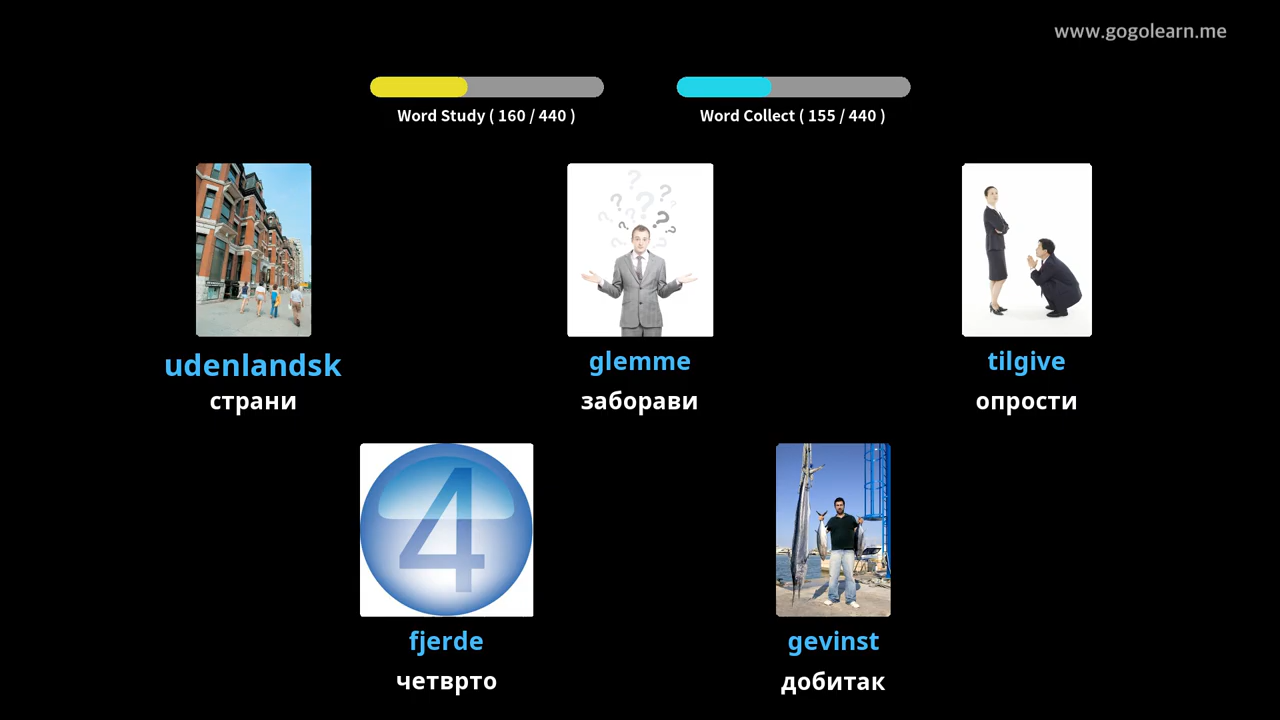 www.gogolearn.me
Word Study ( 160 / 440 )
Word Collect ( 155 / 440 )
udenlandsk
страни
glemme
заборави
tilgive
опрости
4
fjerde
четврто
gevinst
добитак